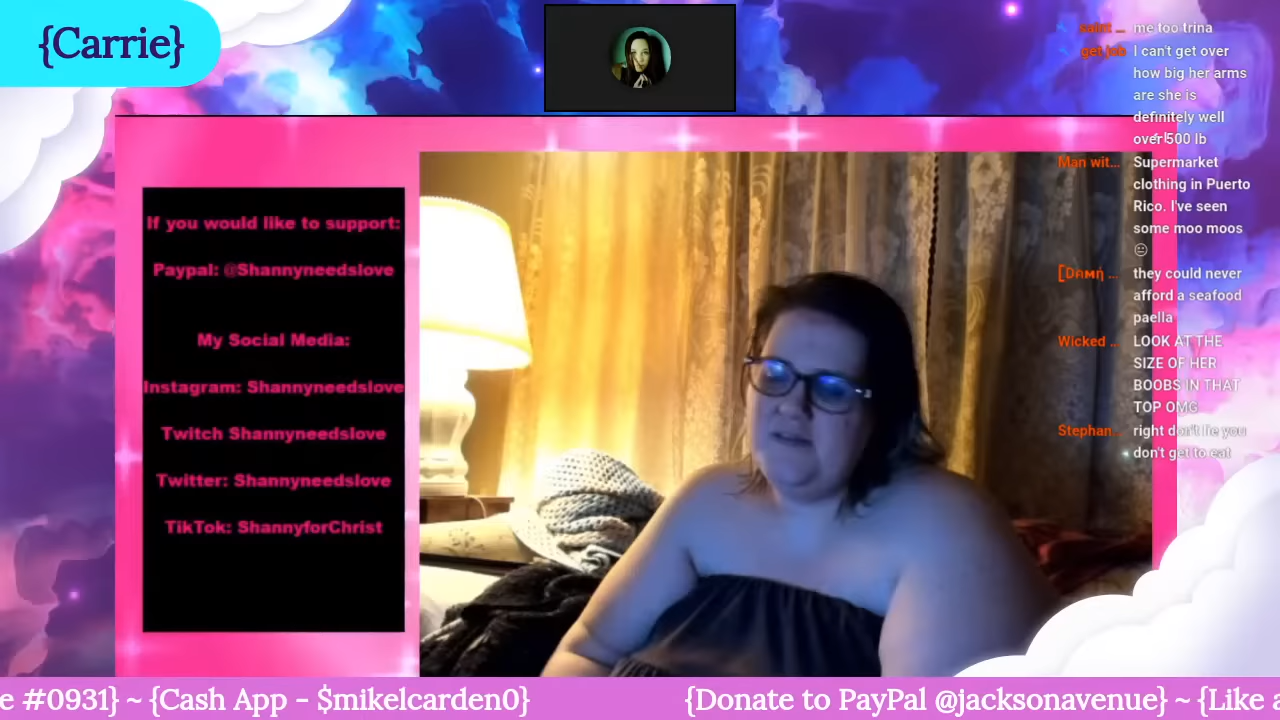 {Carrie}
If you would like to support:
Paypal: @Shannyneedslove
My Social Media:
Instagram: Shannyneedslove
Twitch Shannyneedslove
Twitter: Shannyneedslove
TikTok: ShannyforChrist
me too trina
get job I can't get over
how big her arms
are she is
definitely well
over 500 lb
Man wit... Supermarket
clothing in Puerto
Rico. I've seen
some moo moos
😐
they could never
afford a seafood
paella
Wicked ... LOOK AT THE
SIZE OF HER
BOOBS IN THAT
TOP OMG
Stephan... right don't lie you
don't get to eat
e #0931} ~ {Cash App - $mikelcarden0} {Donate to PayPal @jacksonavenue} ~ {Like a